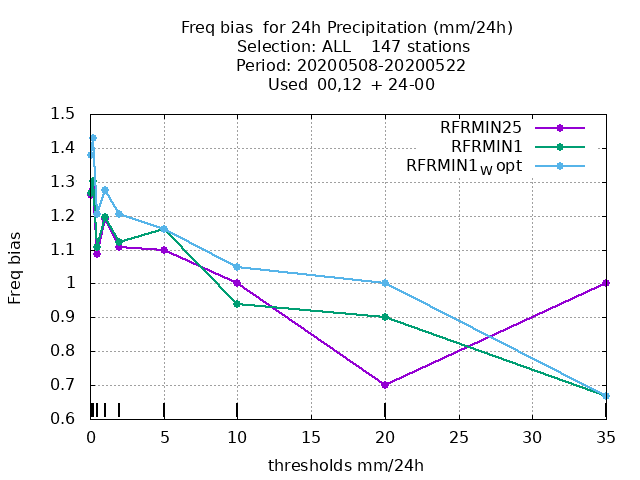 Freq bias  for 24h Precipitation (mm/24h)
Selection: ALL    147 stations
Period: 20200508-20200522
Used  00,12  + 24-00
RFRMIN25
RFRMIN1
RFRMIN1W opt
1.5
1.4
1.3
1.2
1.1
1
0.9
0.8
0.7
0.6
Freq bias
0 5 10 15 20 25 30 35
thresholds mm/24h